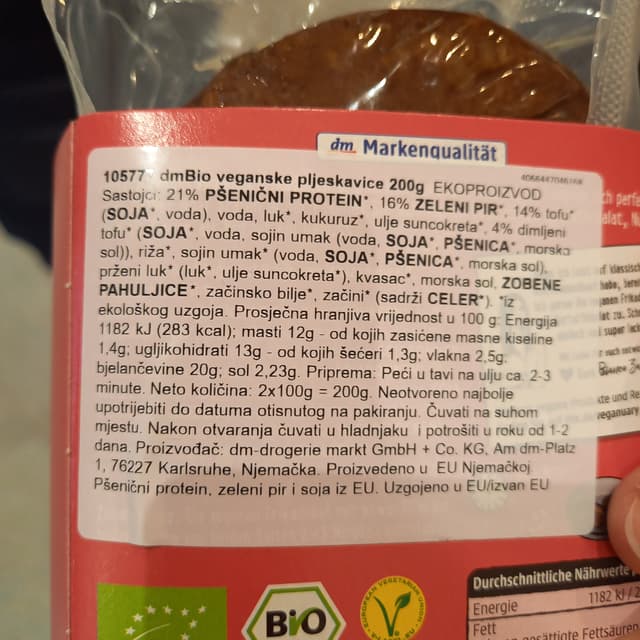 dm Markenqualität
10577 dmBio veganske pljeskavice 200g EKOPROIZVOD
Sastojci: 21% PŠENIČNI PROTEIN*, 16% ZELENI PIR*, 14% tofu*
(SOJA*, voda), voda, luk*, kukuruz*, ulje suncokreta*, 4% dimljeni
tofu* (SOJA*, voda, sojin umak (voda, SOJA*, PŠENICA*, morska
sol)), riža*, sojin umak* (voda, SOJA*, PŠENICA*, morska sol),
prženi luk* (luk*, ulje suncokreta*), kvasac*, morska sol, ZOBENE
PAHULJICE*, začinsko bilje*, začini* (sadrži CELER*). *iz
ekološkog uzgoja. Prosječna hranjiva vrijednost u 100 g: Energija
1182 kJ (283 kcal); masti 12g - od kojih zasićene masne kiseline
1,4g; ugljikohidrati 13g - od kojih šećeri 1,3g; vlakna 2,5g;
bjelančevine 20g; sol 2,23g. Priprema: Peći u tavi na ulju ca. 2-3
minute. Neto količina: 2x100g = 200g. Neotvoreno najbolje
upotrijebiti do datuma otisnutog na pakiranju. Čuvati na suhom
mjestu. Nakon otvaranja čuvati u hladnjaku i potrošiti u roku od 1-2
dana. Proizvođač: dm-drogerie markt GmbH + Co. KG, Am dm-Platz
1, 76227 Karlsruhe, Njemačka. Proizvedeno u EU Njemačkoj
Pšenični protein, zeleni pir i soja iz EU. Uzgojeno u EU/izvan EU
BiO
EUROPEAN VEGETARIAN UNION
Durchschnittliche Nährwerte
Energie 1182 kJ/2
Fett
gesättigte Fettsäuren